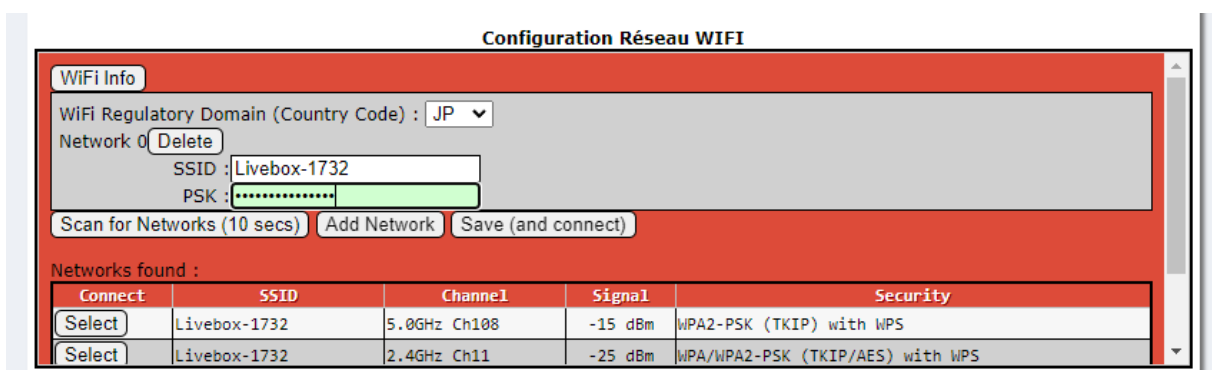 Configuration Réseau WIFI
WiFi Info
WiFi Regulatory Domain (Country Code) : JP
Network 0 Delete
SSID : Livebox-1732
PSK : •••••••••••••••
Scan for Networks (10 secs) Add Network Save (and connect)
Networks found :
Connect SSID Channel Signal Security
Select Livebox-1732 5.0GHz Ch108 -15 dBm WPA2-PSK (TKIP) with WPS
Select Livebox-1732 2.4GHz Ch11 -25 dBm WPA/WPA2-PSK (TKIP/AES) with WPS